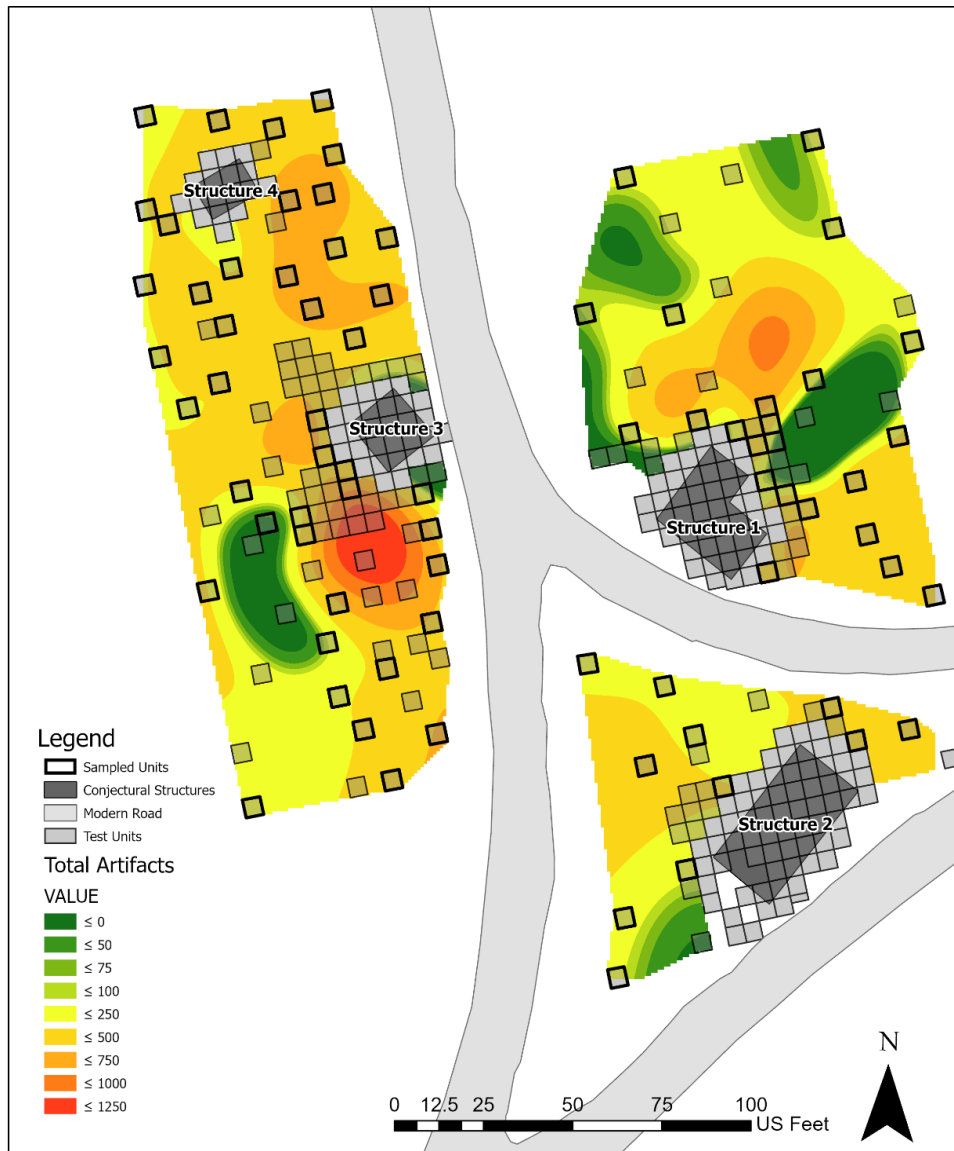 Structure 4
Structure 3
Structure 1
Structure 2
Legend
Sampled Units
Conjectural Structures
Modern Road
Test Units
Total Artifacts
VALUE
≤ 0
≤ 50
≤ 75
≤ 100
≤ 250
≤ 500
≤ 750
≤ 1000
≤ 1250
N
0 12.5 25 50 75 100
US Feet